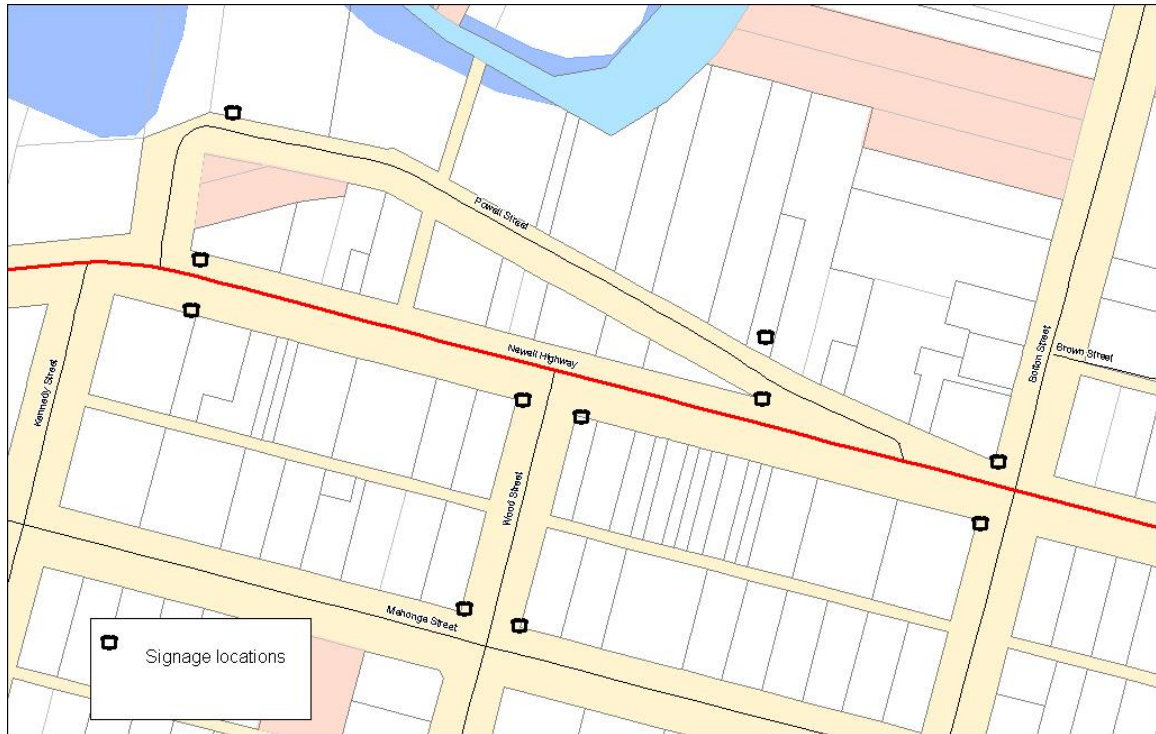 Powell Street
Newell Highway
Bolton Street
Brown Street
Kennedy Street
Wood Street
Mahonga Street
Signage locations